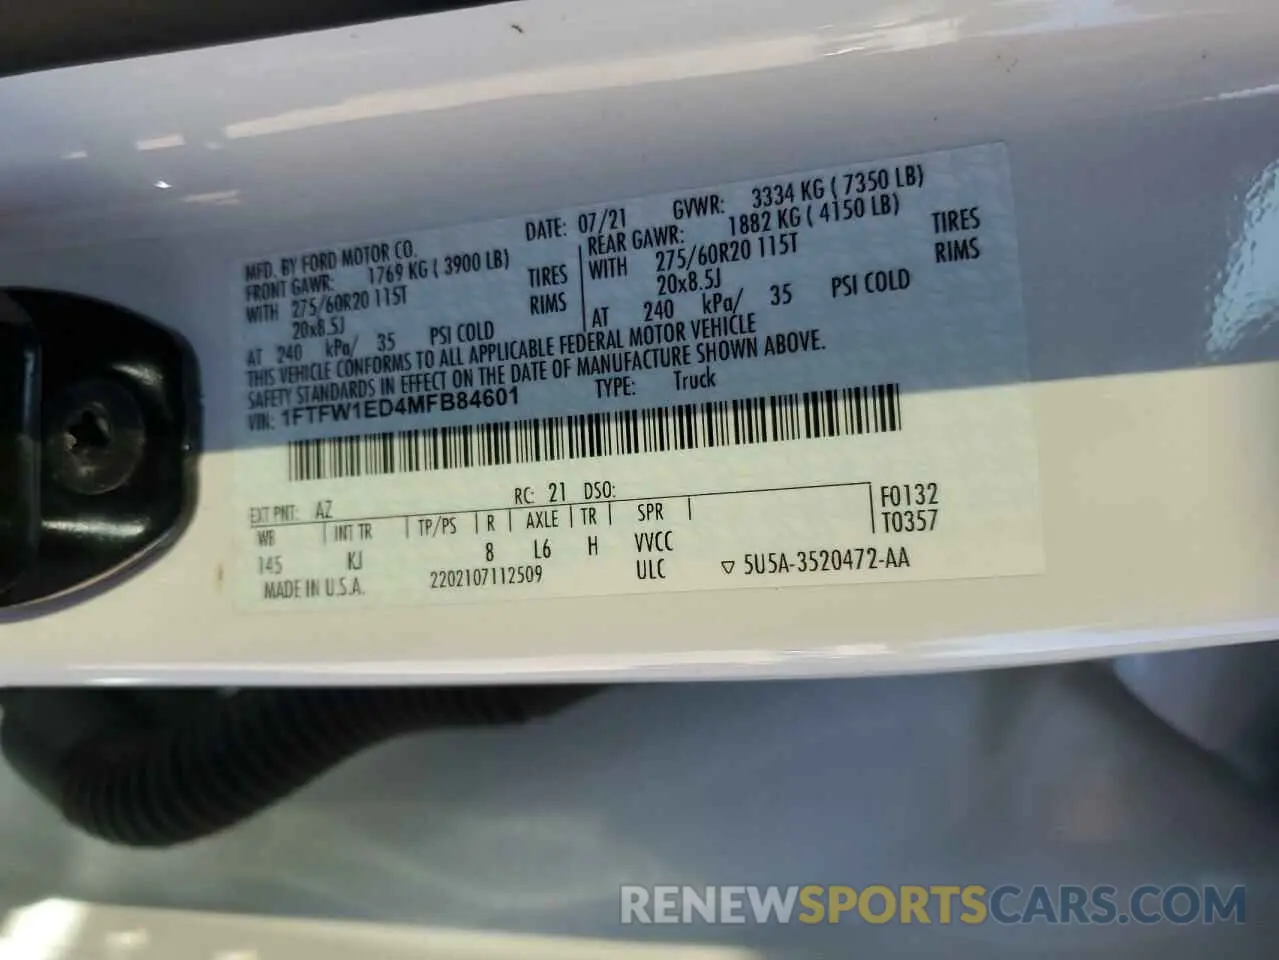 MFD. BY FORD MOTOR CO. DATE: 07/21 GVWR: 3334 KG ( 7350 LB)
FRONT GAWR: 1769 KG ( 3900 LB) REAR GAWR: 1882 KG ( 4150 LB)
WITH 275/60R20 115T TIRES WITH 275/60R20 115T TIRES
20x8.5J RIMS 20x8.5J RIMS
AT 240 kPa/ 35 PSI COLD AT 240 kPa/ 35 PSI COLD
THIS VEHICLE CONFORMS TO ALL APPLICABLE FEDERAL MOTOR VEHICLE
SAFETY STANDARDS IN EFFECT ON THE DATE OF MANUFACTURE SHOWN ABOVE.
VIN: 1FTFW1ED4MFB84601 TYPE: Truck
EXT PNT: AZ RC: 21 DSO:
WB INT TR TP/PS R AXLE TR SPR F0132
T0357
145 KJ 8 L6 H VVCC
MADE IN U.S.A. 2202107112509 ULC ▽ 5U5A-3520472-AA
RENEWSPORTSCARS.COM